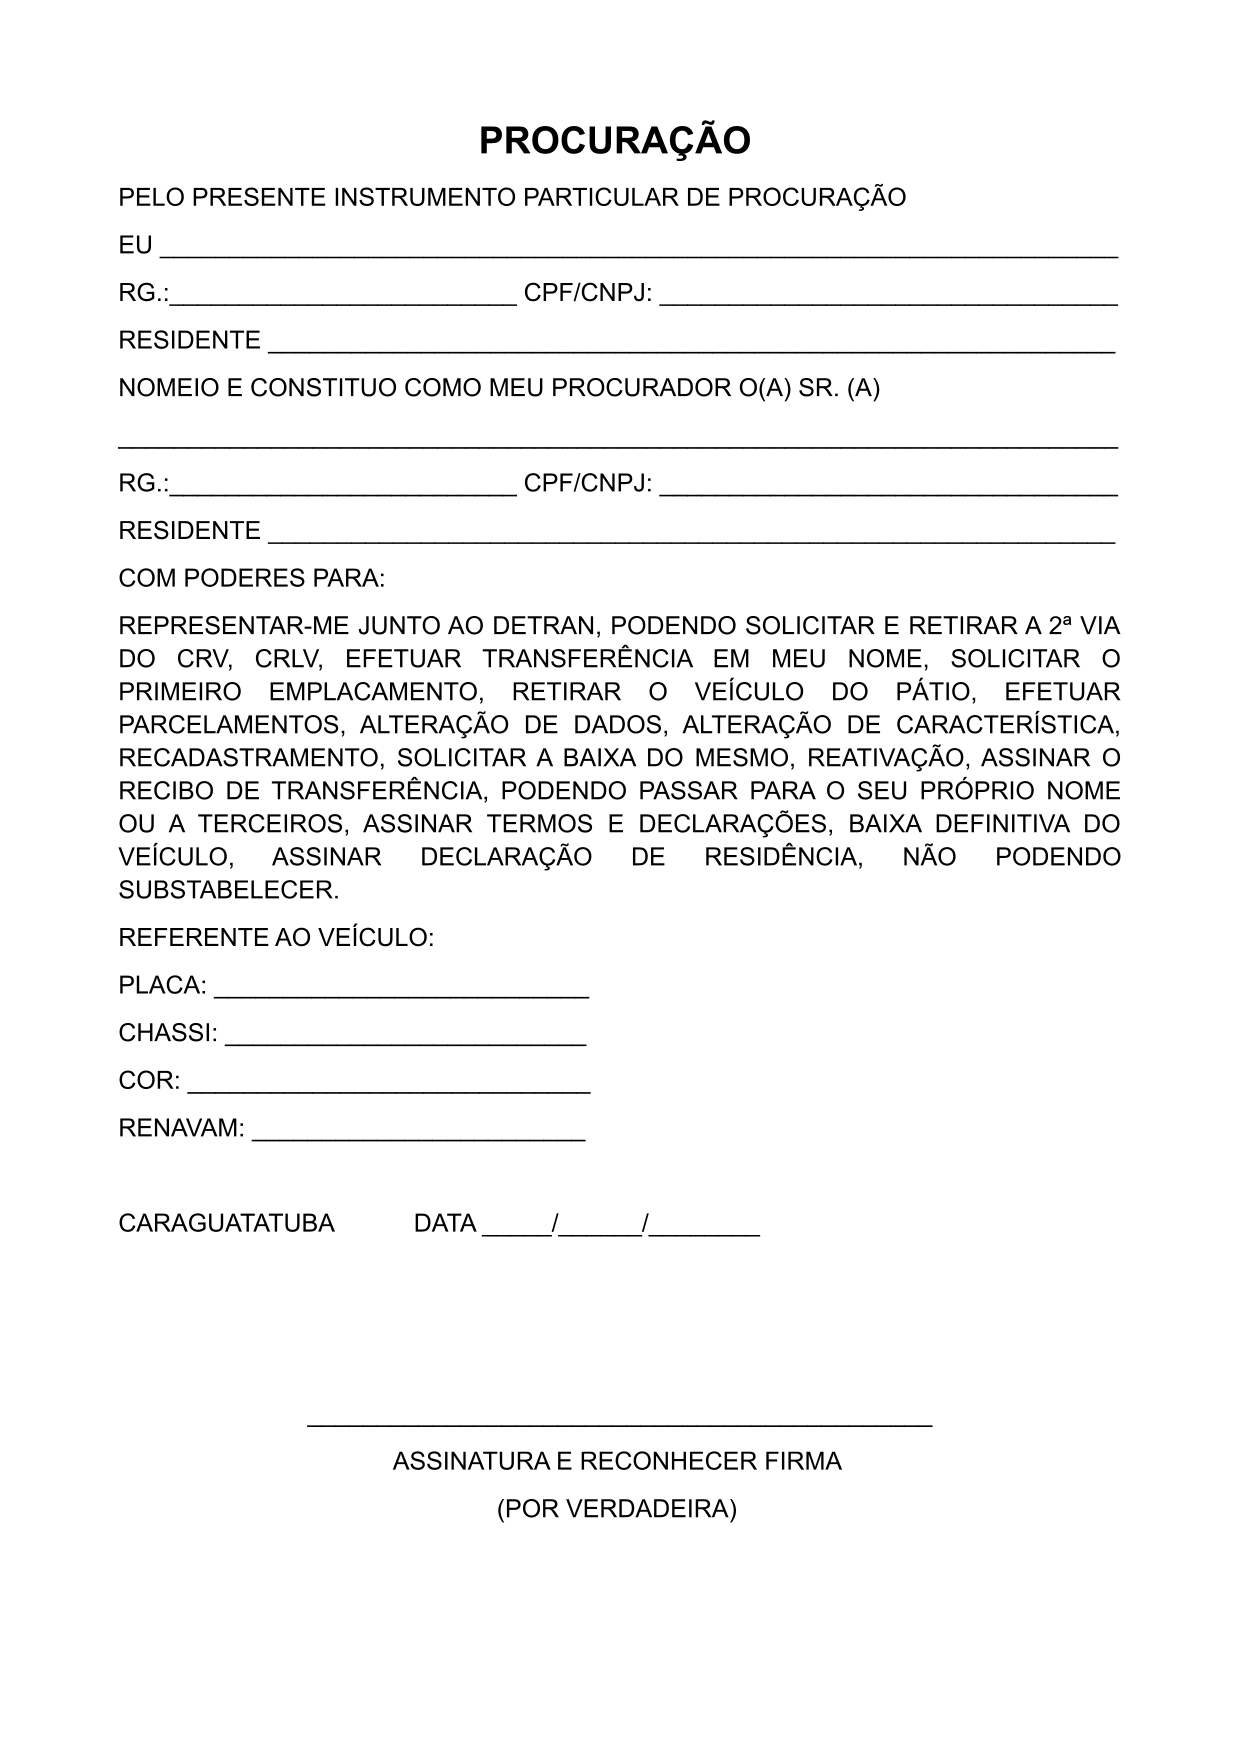 PROCURAÇÃO
PELO PRESENTE INSTRUMENTO PARTICULAR DE PROCURAÇÃO
EU _____________________________________________________________________
RG.:_________________________ CPF/CNPJ: _________________________________
RESIDENTE _____________________________________________________________
NOMEIO E CONSTITUO COMO MEU PROCURADOR O(A) SR. (A)
________________________________________________________________________
RG.:_________________________ CPF/CNPJ: _________________________________
RESIDENTE _____________________________________________________________
COM PODERES PARA:
REPRESENTAR-ME JUNTO AO DETRAN, PODENDO SOLICITAR E RETIRAR A 2ª VIA
DO CRV, CRLV, EFETUAR TRANSFERÊNCIA EM MEU NOME, SOLICITAR O
PRIMEIRO EMPLACAMENTO, RETIRAR O VEÍCULO DO PÁTIO, EFETUAR
PARCELAMENTOS, ALTERAÇÃO DE DADOS, ALTERAÇÃO DE CARACTERÍSTICA,
RECADASTRAMENTO, SOLICITAR A BAIXA DO MESMO, REATIVAÇÃO, ASSINAR O
RECIBO DE TRANSFERÊNCIA, PODENDO PASSAR PARA O SEU PRÓPRIO NOME
OU A TERCEIROS, ASSINAR TERMOS E DECLARAÇÕES, BAIXA DEFINITIVA DO
VEÍCULO, ASSINAR DECLARAÇÃO DE RESIDÊNCIA, NÃO PODENDO
SUBSTABELECER.
REFERENTE AO VEÍCULO:
PLACA: ___________________________
CHASSI: __________________________
COR: _____________________________
RENAVAM: ________________________
CARAGUATATUBA DATA _____/______/________
_____________________________________________
ASSINATURA E RECONHECER FIRMA
(POR VERDADEIRA)